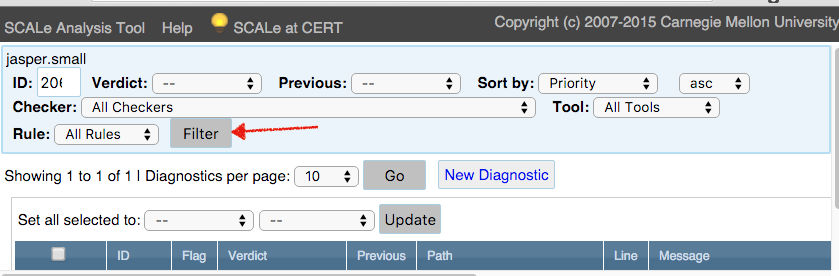 SCALe Analysis Tool Help SCALe at CERT Copyright (c) 2007-2015 Carnegie Mellon University
jasper.small
ID: 206 Verdict: -- Previous: -- Sort by: Priority asc
Checker: All Checkers Tool: All Tools
Rule: All Rules Filter
Showing 1 to 1 of 1 | Diagnostics per page: 10 Go New Diagnostic
Set all selected to: -- -- Update
ID Flag Verdict Previous Path Line Message